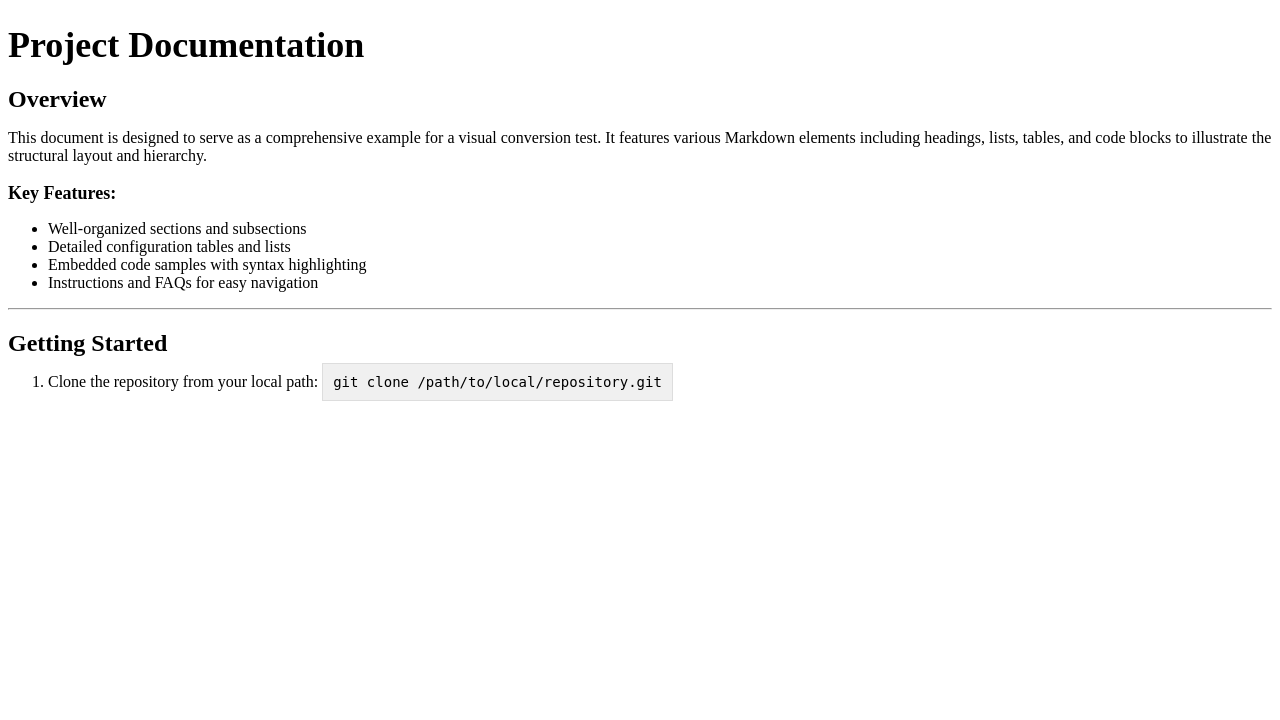 Project Documentation
Overview
This document is designed to serve as a comprehensive example for a visual conversion test. It features various Markdown elements including headings, lists, tables, and code blocks to illustrate the
structural layout and hierarchy.
Key Features:
• Well-organized sections and subsections
• Detailed configuration tables and lists
• Embedded code samples with syntax highlighting
• Instructions and FAQs for easy navigation
Getting Started
1. Clone the repository from your local path: git clone /path/to/local/repository.git